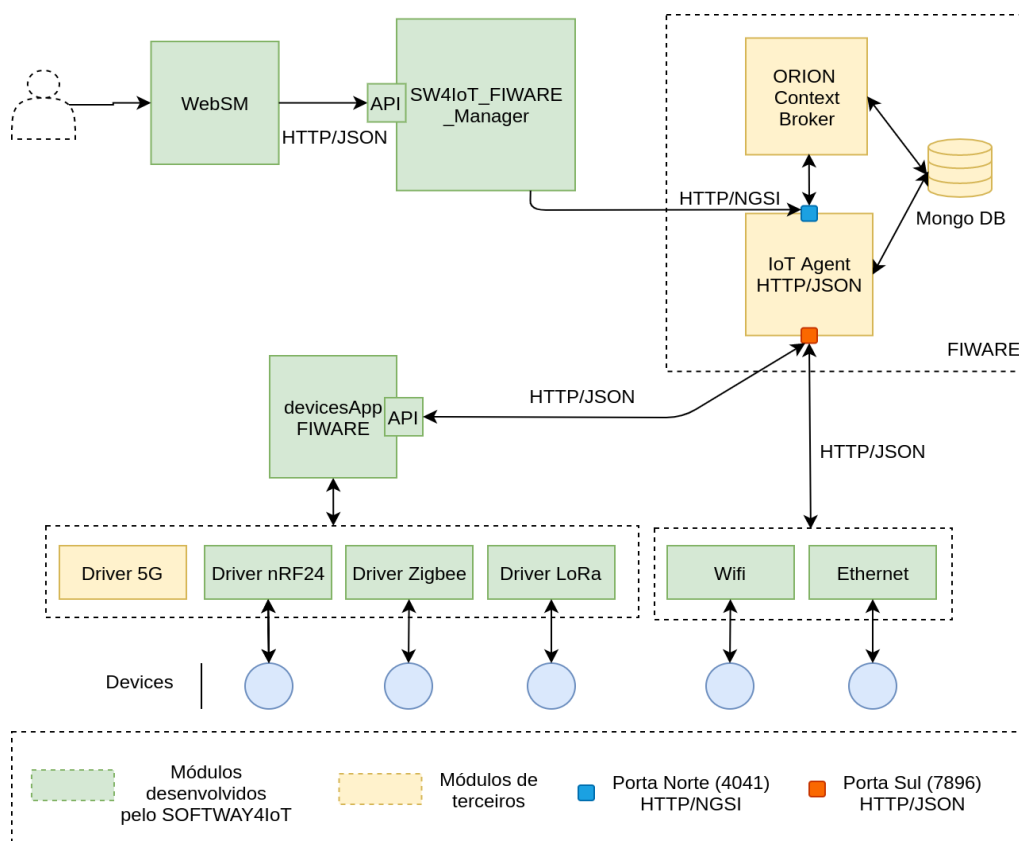 WebSM
HTTP/JSON
API
SW4IoT_FIWARE
_Manager
ORION
Context
Broker
Mongo DB
HTTP/NGSI
IoT Agent
HTTP/JSON
FIWARE
devicesApp
FIWARE
API
HTTP/JSON
HTTP/JSON
Driver 5G
Driver nRF24
Driver Zigbee
Driver LoRa
Wifi
Ethernet
Devices
Módulos
desenvolvidos
pelo SOFTWAY4IoT
Módulos de
terceiros
Porta Norte (4041)
HTTP/NGSI
Porta Sul (7896)
HTTP/JSON